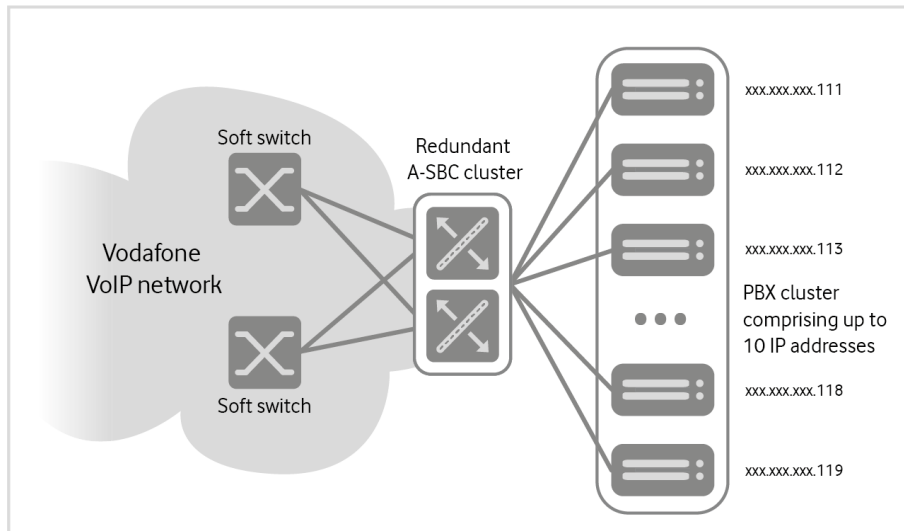 Soft switch
Vodafone
VoIP network
Soft switch
Redundant
A-SBC cluster
xxx.xxx.xxx.111
xxx.xxx.xxx.112
xxx.xxx.xxx.113
PBX cluster
comprising up to
10 IP addresses
xxx.xxx.xxx.118
xxx.xxx.xxx.119